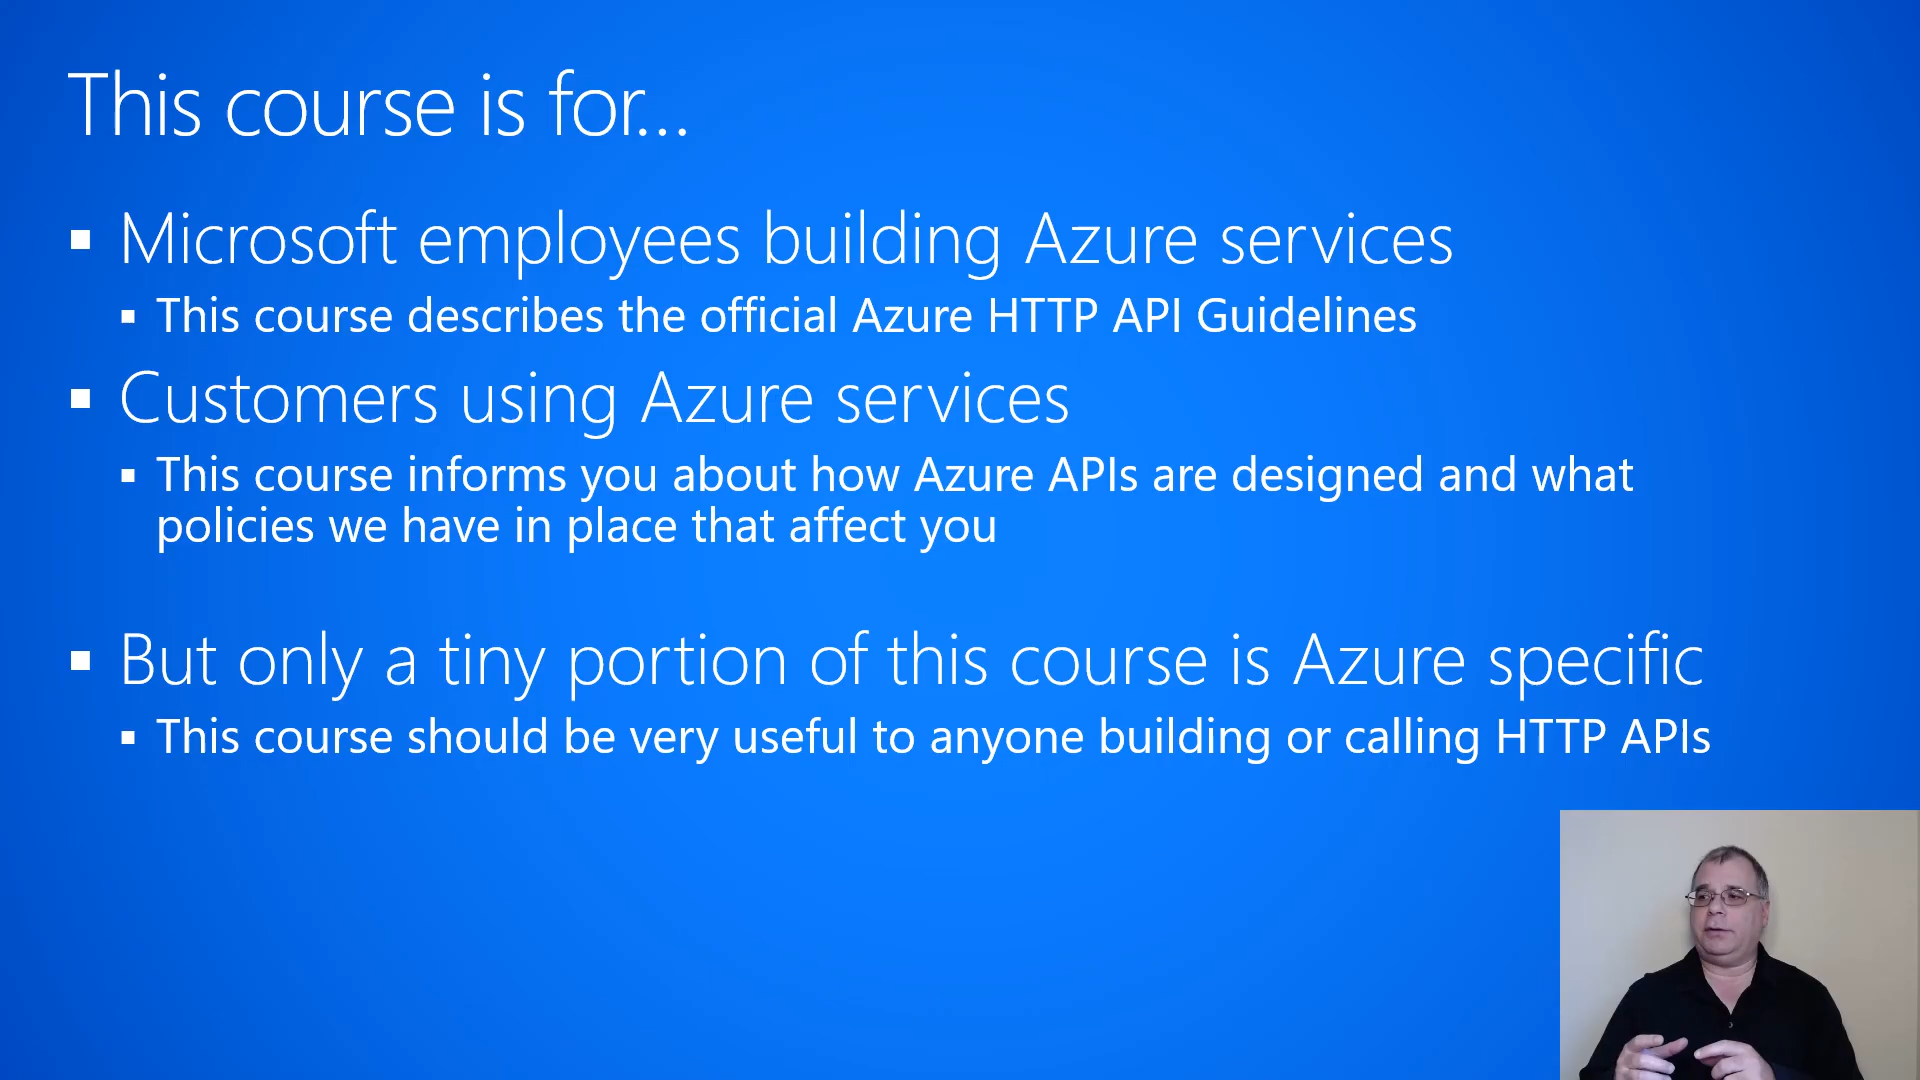 This course is for...
▪ Microsoft employees building Azure services
▪ This course describes the official Azure HTTP API Guidelines
▪ Customers using Azure services
▪ This course informs you about how Azure APIs are designed and what
policies we have in place that affect you
▪ But only a tiny portion of this course is Azure specific
▪ This course should be very useful to anyone building or calling HTTP APIs